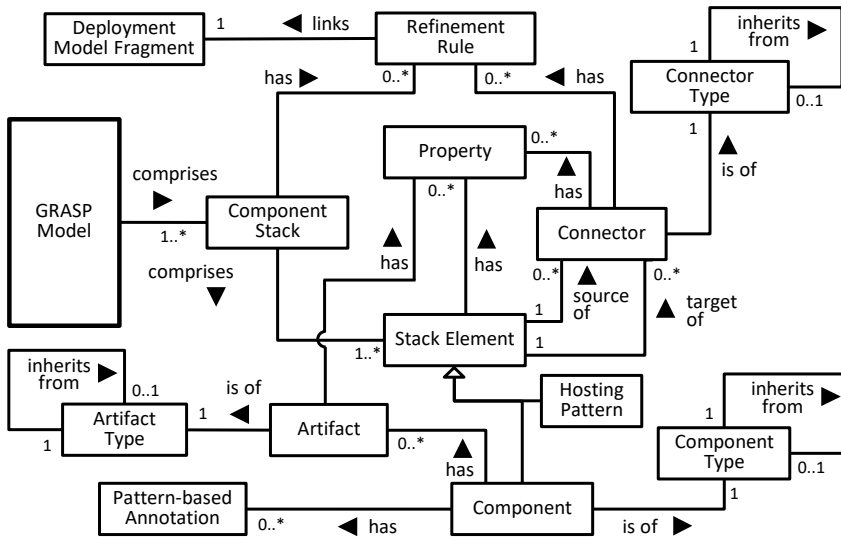 Deployment
Model Fragment
1
links
Refinement
Rule
inherits
from
1
has
0..*
0..*
has
Connector
Type
0..1
1
GRASP
Model
comprises
1..*
Component
Stack
comprises
Property
0..*
0..*
has
is of
Connector
has
has
0..*
0..*
source
of
target
of
1
1
Stack Element
1..*
Hosting
Pattern
inherits
from
0..1
is of
Artifact
Type
1
1
Artifact
0..*
has
inherits
from
1
Component
Type
0..1
1
Pattern-based
Annotation
0..*
has
Component
is of